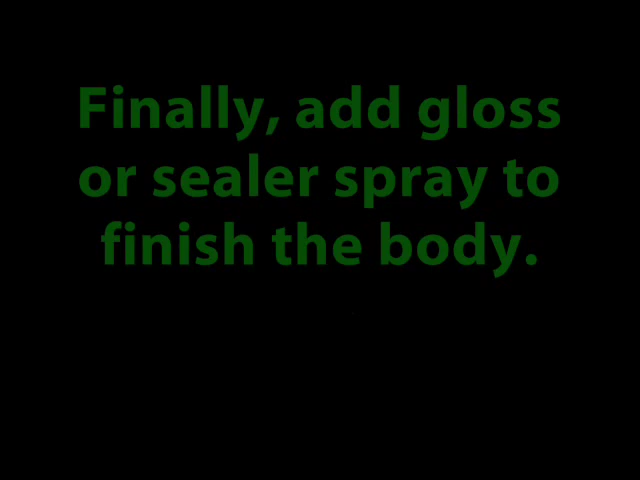 Finally, add gloss
or sealer spray to
finish the body.